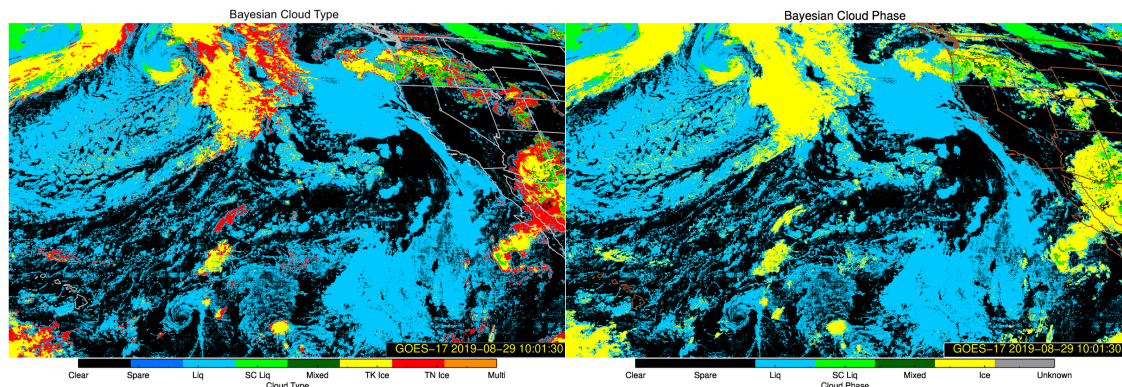 Bayesian Cloud Type
GOES-17 2019-08-29 10:01:30
Clear Spare Liq SC Liq Mixed TK Ice TN Ice Multi
Cloud Type
Bayesian Cloud Phase
GOES-17 2019-08-29 10:01:30
Clear Spare Liq SC Liq Mixed Ice Unknown
Cloud Phase